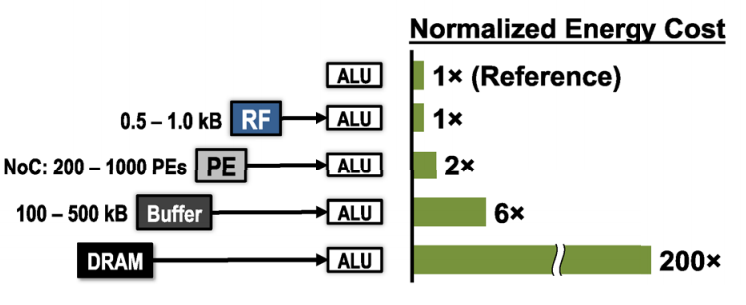 Normalized Energy Cost
ALU 1× (Reference)
0.5 – 1.0 kB RF ALU 1×
NoC: 200 – 1000 PEs PE ALU 2×
100 – 500 kB Buffer ALU 6×
DRAM ALU 200×